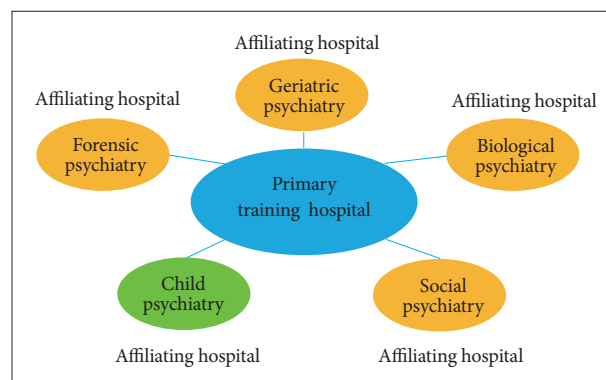 Affiliating hospital
Geriatric
psychiatry
Affiliating hospital
Forensic
psychiatry
Affiliating hospital
Biological
psychiatry
Primary
training hospital
Child
psychiatry
Affiliating hospital
Social
psychiatry
Affiliating hospital